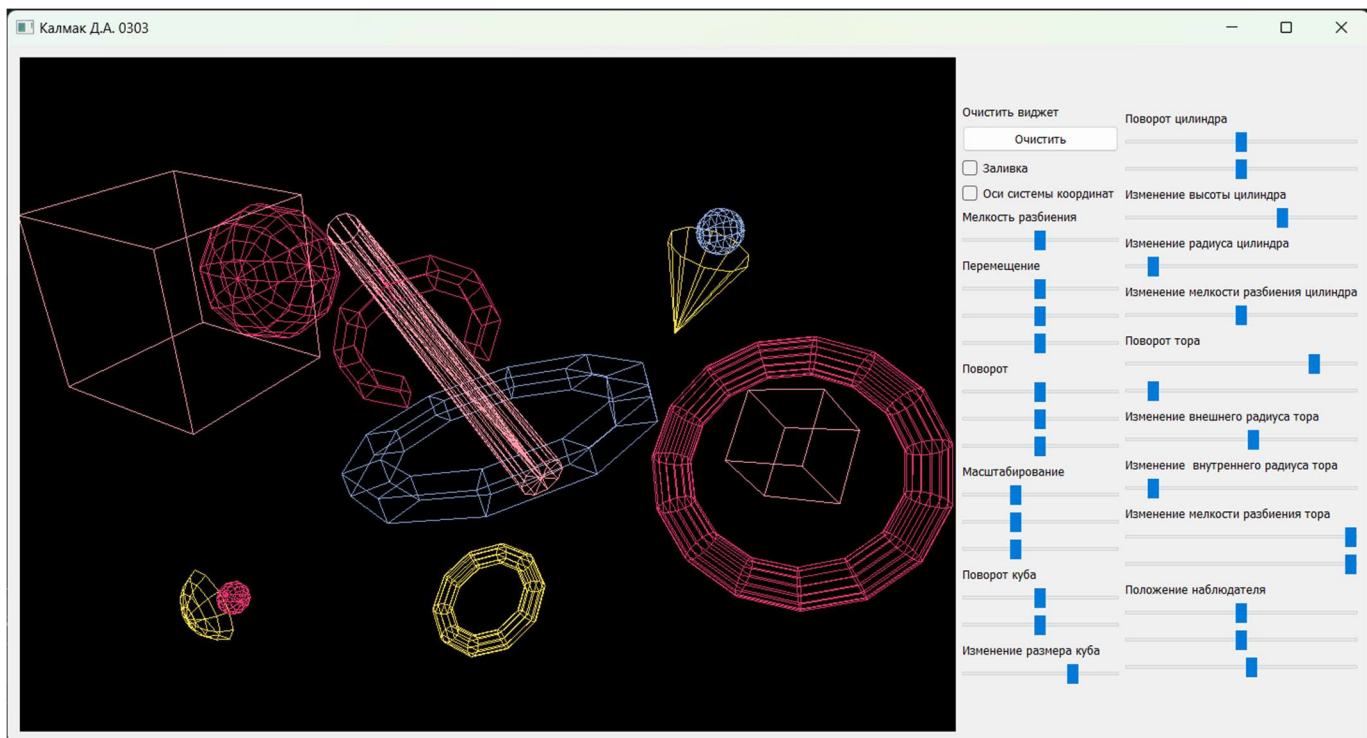 Калмак Д.А. 0303
Очистить виджет
Очистить
Заливка
Оси системы координат
Мелкость разбиения
Перемещение
Поворот
Масштабирование
Поворот куба
Изменение размера куба
Поворот цилиндра
Изменение высоты цилиндра
Изменение радиуса цилиндра
Изменение мелкости разбиения цилиндра
Поворот тора
Изменение внешнего радиуса тора
Изменение  внутреннего радиуса тора
Изменение мелкости разбиения тора
Положение наблюдателя